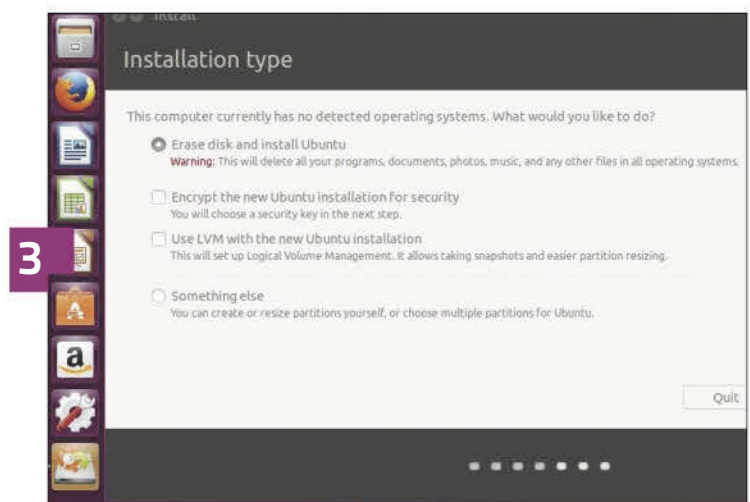 Install
Installation type
This computer currently has no detected operating systems. What would you like to do?
Erase disk and install Ubuntu
Warning: This will delete all your programs, documents, photos, music, and any other files in all operating systems.
Encrypt the new Ubuntu installation for security
You will choose a security key in the next step.
Use LVM with the new Ubuntu installation
This will set up Logical Volume Management. It allows taking snapshots and easier partition resizing.
3
Something else
You can create or resize partitions yourself, or choose multiple partitions for Ubuntu.
A
a
Quit